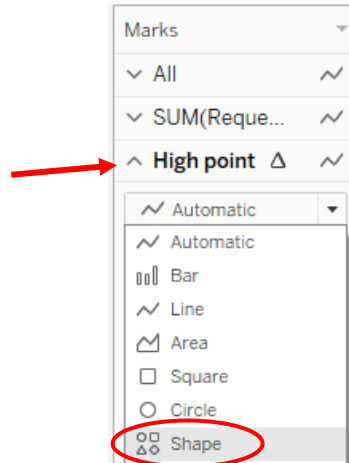 Marks
All
SUM(Reque...
High point Δ
Automatic
Automatic
Bar
Line
Area
Square
Circle
Shape